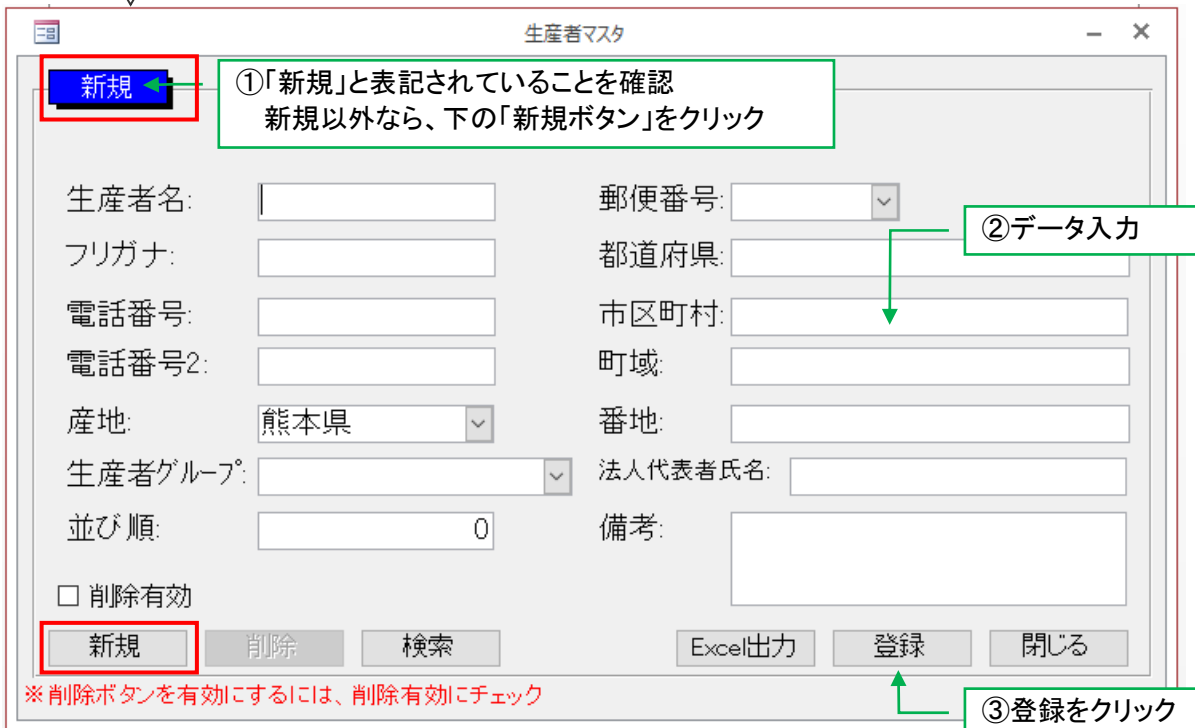 生産者マスタ
新規
①「新規」と表記されていることを確認
新規以外なら、下の「新規ボタン」をクリック
生産者名:
郵便番号:
②データ入力
フリガナ:
都道府県:
電話番号:
市区町村:
電話番号2:
町域:
産地:
熊本県
番地:
生産者グループ:
法人代表者氏名:
並び順:
0
備考:
削除有効
新規
削除
検索
Excel出力
登録
閉じる
※削除ボタンを有効にするには、削除有効にチェック
③登録をクリック